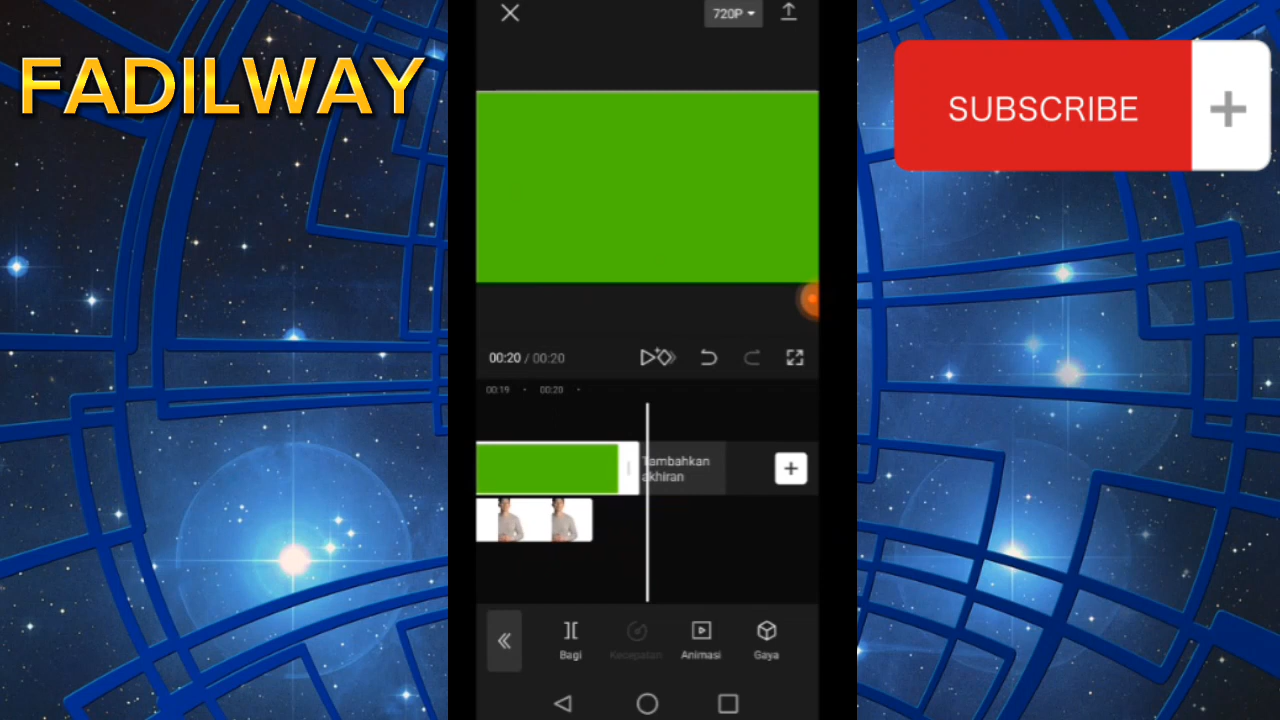 FADILWAY
SUBSCRIBE +
720P
00:20 / 00:20
00:19 00:20
Tambahkan
akhiran
Bagi Kecepatan Animasi Gaya